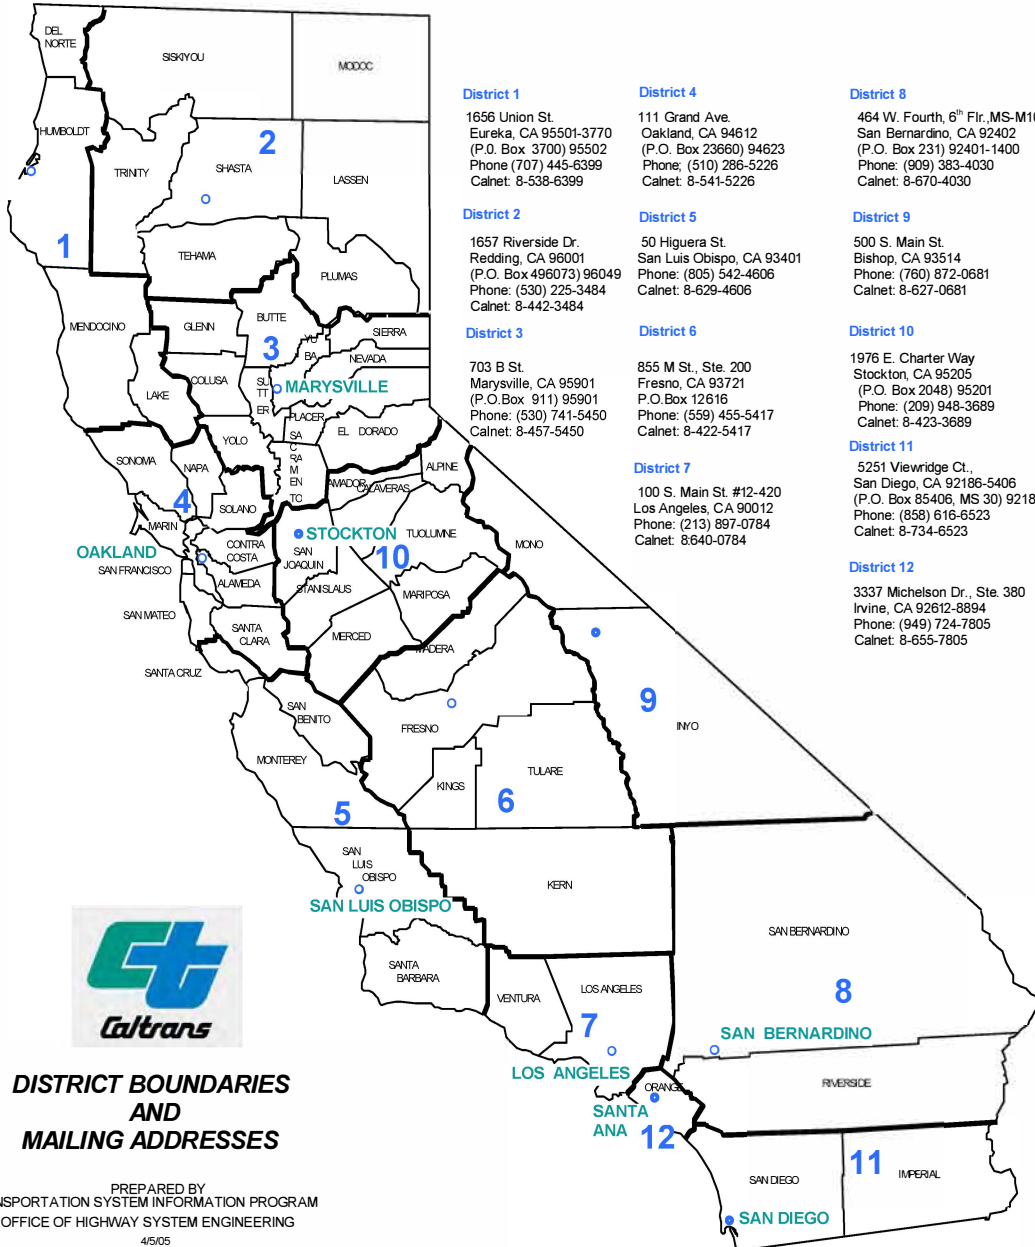 DEL
NORTE
SISKIYOU
MODOC
HUMBOLDT
2
TRINITY
SHASTA
LASSEN
1
TEHAMA
PLUMAS
MENDOCINO
GLENN
BUTTE
YU
BA
SIERRA
3
NEVADA
COLUSA
SU
TT
ER
MARYSVILLE
LAKE
PLACER
EL DORADO
YOLO
SA
C
RA
M
EN
TO
SONOMA
NAPA
ALPINE
AMADOR
CALAVERAS
4
SOLANO
MARIN
STOCKTON
TUOLUMNE
OAKLAND
CONTRA
COSTA
SAN
JOAQUIN
10
MONO
SAN FRANCISCO
ALAMEDA
STANISLAUS
MARIPOSA
SAN MATEO
SANTA
CLARA
MERCED
MADERA
SANTA CRUZ
SAN
BENITO
FRESNO
9
INYO
MONTEREY
TULARE
KINGS
5
6
SAN
LUIS
OBISPO
KERN
SAN LUIS OBISPO
SAN BERNARDINO
SANTA
BARBARA
VENTURA
LOS ANGELES
8
7
SAN BERNARDINO
LOS ANGELES
ORANGE
RIVERSIDE
SANTA
ANA
12
SAN DIEGO
11
IMPERIAL
SAN DIEGO
District 1
1656 Union St.
Eureka, CA 95501-3770
(P.0. Box 3700) 95502
Phone (707) 445-6399
Calnet: 8-538-6399
District 2
1657 Riverside Dr.
Redding, CA 96001
(P.O. Box 496073) 96049
Phone: (530) 225-3484
Calnet: 8-442-3484
District 3
703 B St.
Marysville, CA 95901
(P.O.Box 911) 95901
Phone: (530) 741-5450
Calnet: 8-457-5450
District 4
111 Grand Ave.
Oakland, CA 94612
(P.O. Box 23660) 94623
Phone; (510) 286-5226
Calnet: 8-541-5226
District 5
50 Higuera St.
San Luis Obispo, CA 93401
Phone: (805) 542-4606
Calnet: 8-629-4606
District 6
855 M St., Ste. 200
Fresno, CA 93721
P.O.Box 12616
Phone: (559) 455-5417
Calnet: 8-422-5417
District 7
100 S. Main St. #12-420
Los Angeles, CA 90012
Phone: (213) 897-0784
Calnet: 8:640-0784
District 8
464 W. Fourth, 6th Flr.,MS-M10
San Bernardino, CA 92402
(P.O. Box 231) 92401-1400
Phone: (909) 383-4030
Calnet: 8-670-4030
District 9
500 S. Main St.
Bishop, CA 93514
Phone: (760) 872-0681
Calnet: 8-627-0681
District 10
1976 E. Charter Way
Stockton, CA 95205
(P.O. Box 2048) 95201
Phone: (209) 948-3689
Calnet: 8-423-3689
District 11
5251 Viewridge Ct.,
San Diego, CA 92186-5406
(P.O. Box 85406, MS 30) 9218
Phone: (858) 616-6523
Calnet: 8-734-6523
District 12
3337 Michelson Dr., Ste. 380
Irvine, CA 92612-8894
Phone: (949) 724-7805
Calnet: 8-655-7805
Caltrans
DISTRICT BOUNDARIES
AND
MAILING ADDRESSES
PREPARED BY
NSPORTATION SYSTEM INFORMATION PROGRAM
OFFICE OF HIGHWAY SYSTEM ENGINEERING
4/5/05